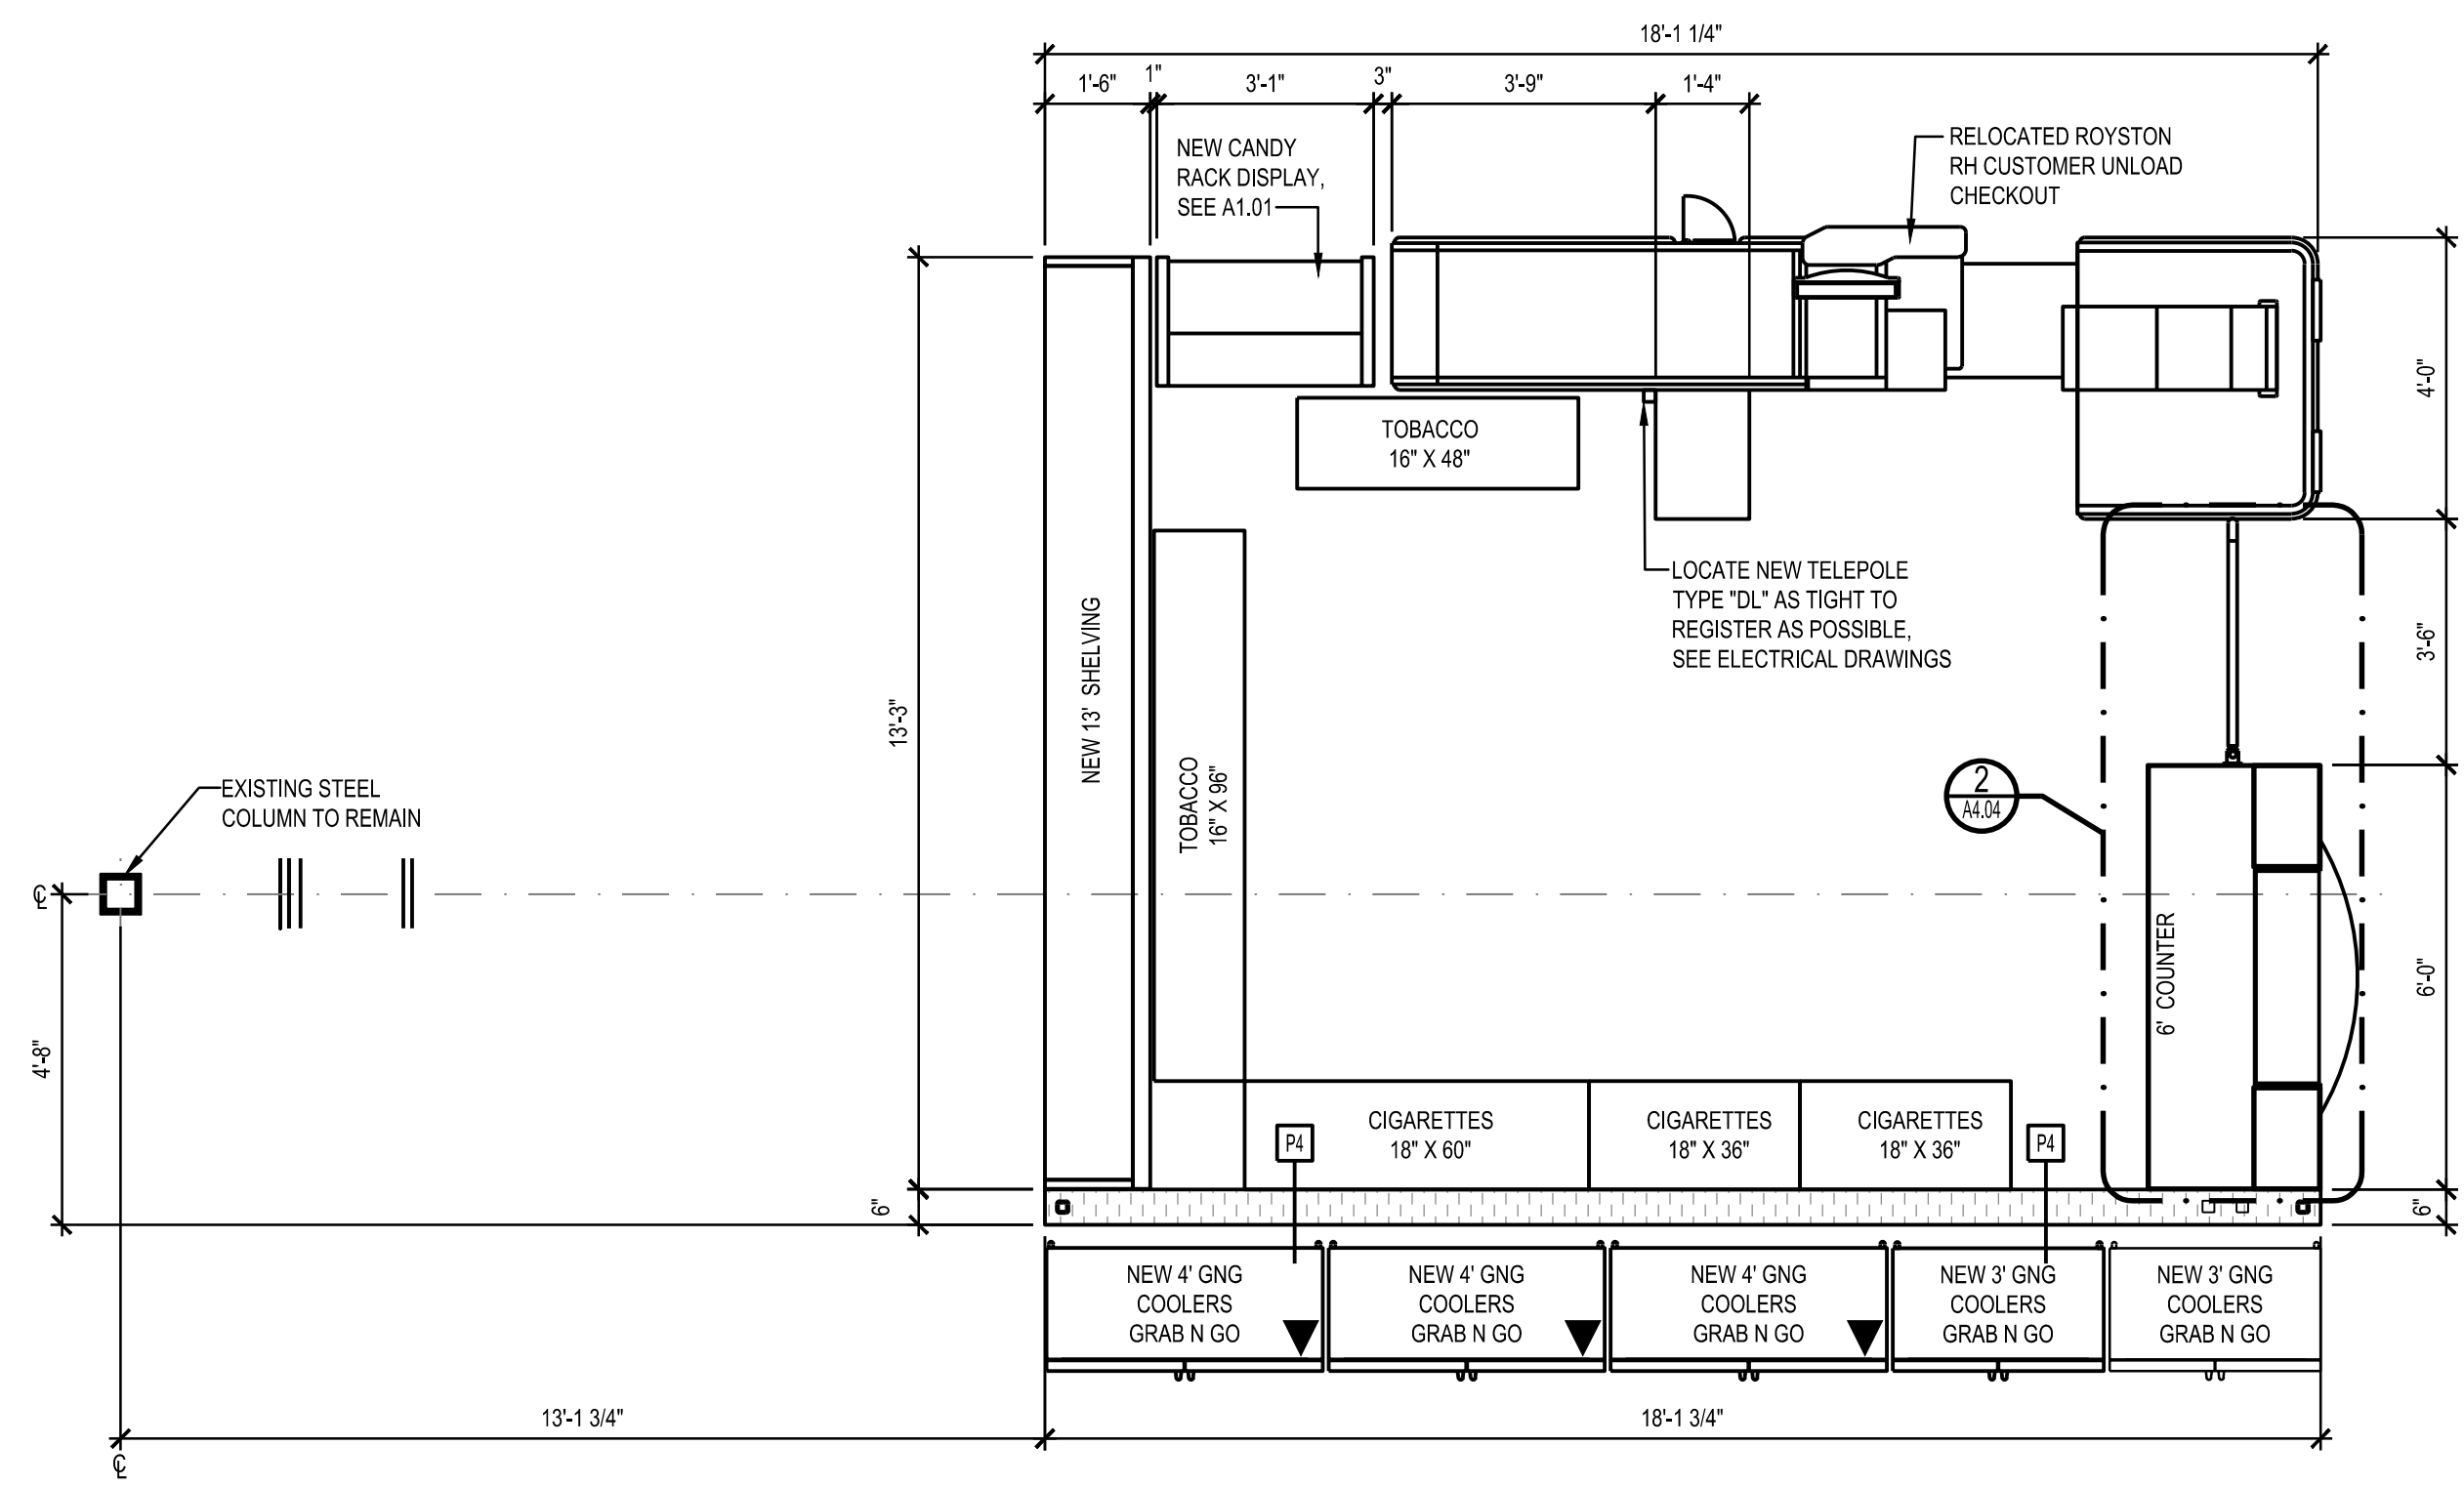 18'-1 1/4"
1'-6"
1"
3'-1"
3"
3'-9"
1'-4"
NEW CANDY
RACK DISPLAY,
SEE A1.01
RELOCATED ROYSTON
RH CUSTOMER UNLOAD
CHECKOUT
4'-0"
TOBACCO
16" X 48"
LOCATE NEW TELEPOLE
TYPE "DL" AS TIGHT TO
REGISTER AS POSSIBLE,
SEE ELECTRICAL DRAWINGS
3'-6"
NEW 13' SHELVING
13'-3"
TOBACCO
16" X 96"
EXISTING STEEL
COLUMN TO REMAIN
2
A4.04
℄
6' COUNTER
6'-0"
4'-8"
CIGARETTES
18" X 60"
CIGARETTES
18" X 36"
CIGARETTES
18" X 36"
P4
P4
6"
6"
NEW 4' GNG
COOLERS
GRAB N GO
NEW 4' GNG
COOLERS
GRAB N GO
NEW 4' GNG
COOLERS
GRAB N GO
NEW 3' GNG
COOLERS
GRAB N GO
NEW 3' GNG
COOLERS
GRAB N GO
13'-1 3/4"
18'-1 3/4"
℄